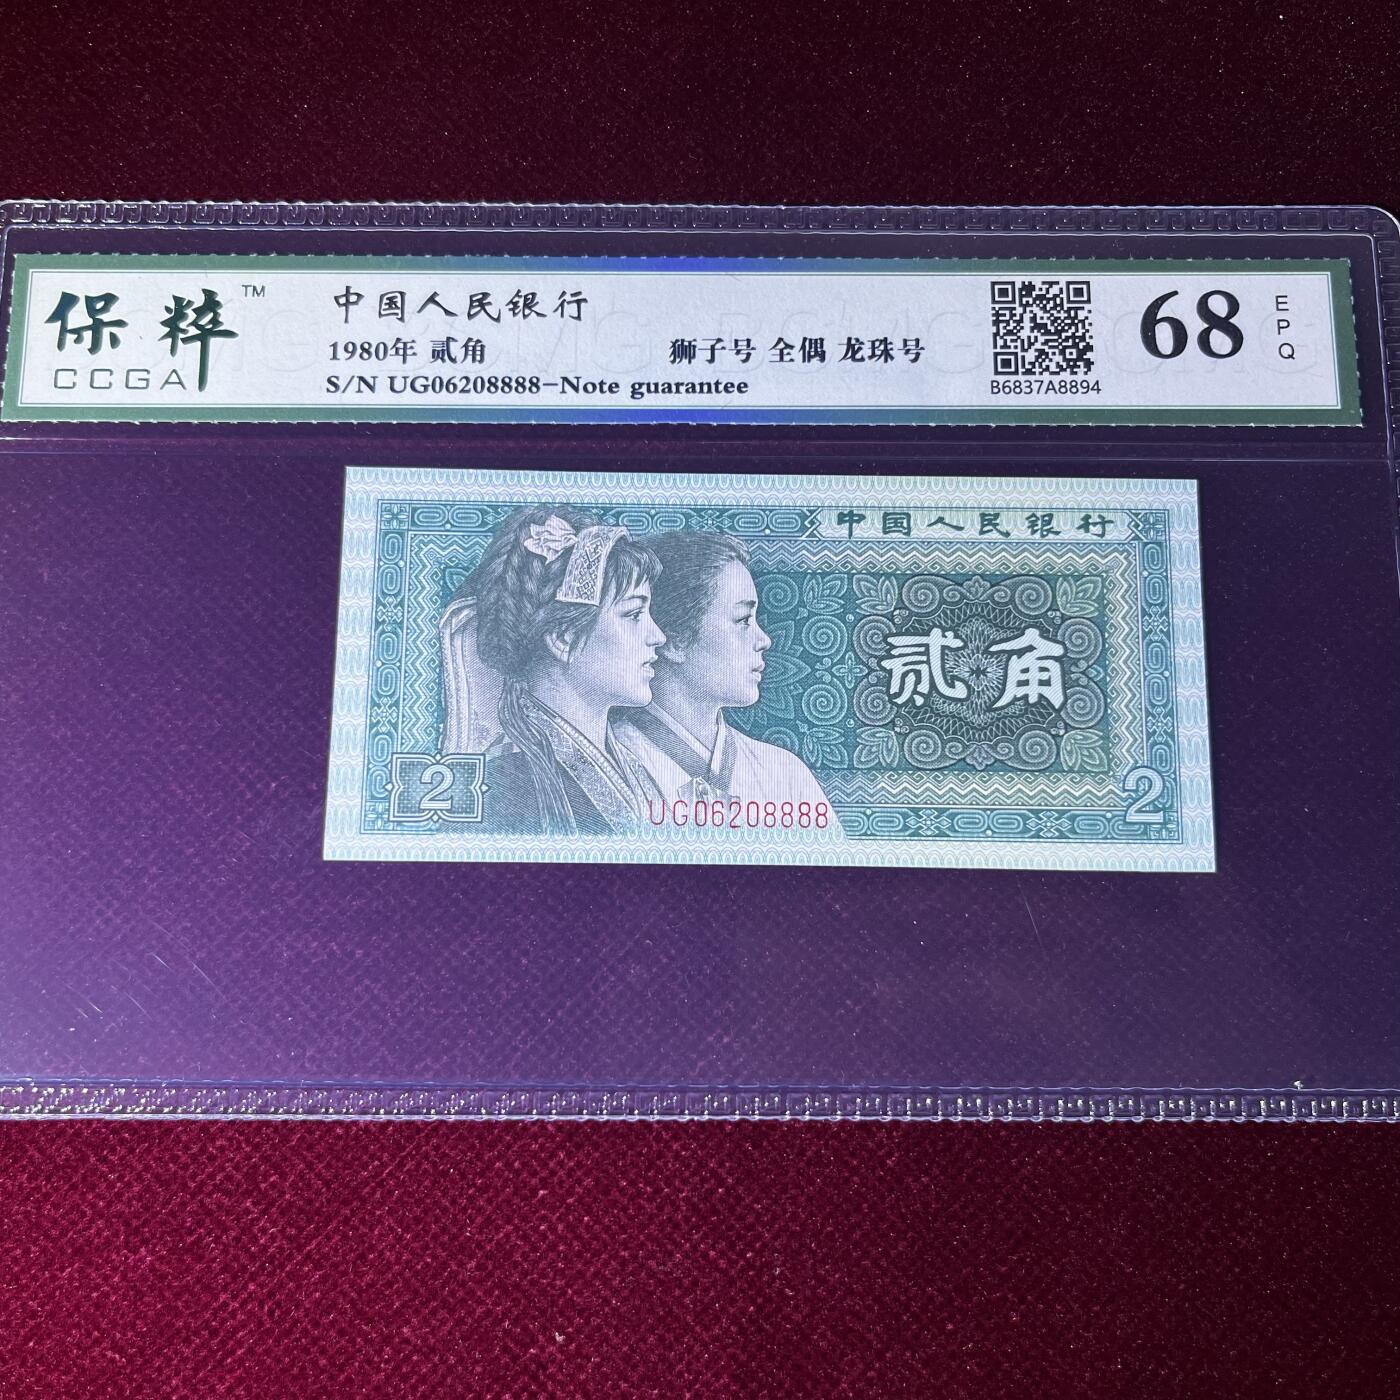 保粹™
CCGA
中国人民银行
1980年 贰角
狮子号 全偶 龙珠号
S/N UG06208888-Note guarantee
B6837A8894
68
EPQ
中国人民银行
贰角
2
UG06208888
2